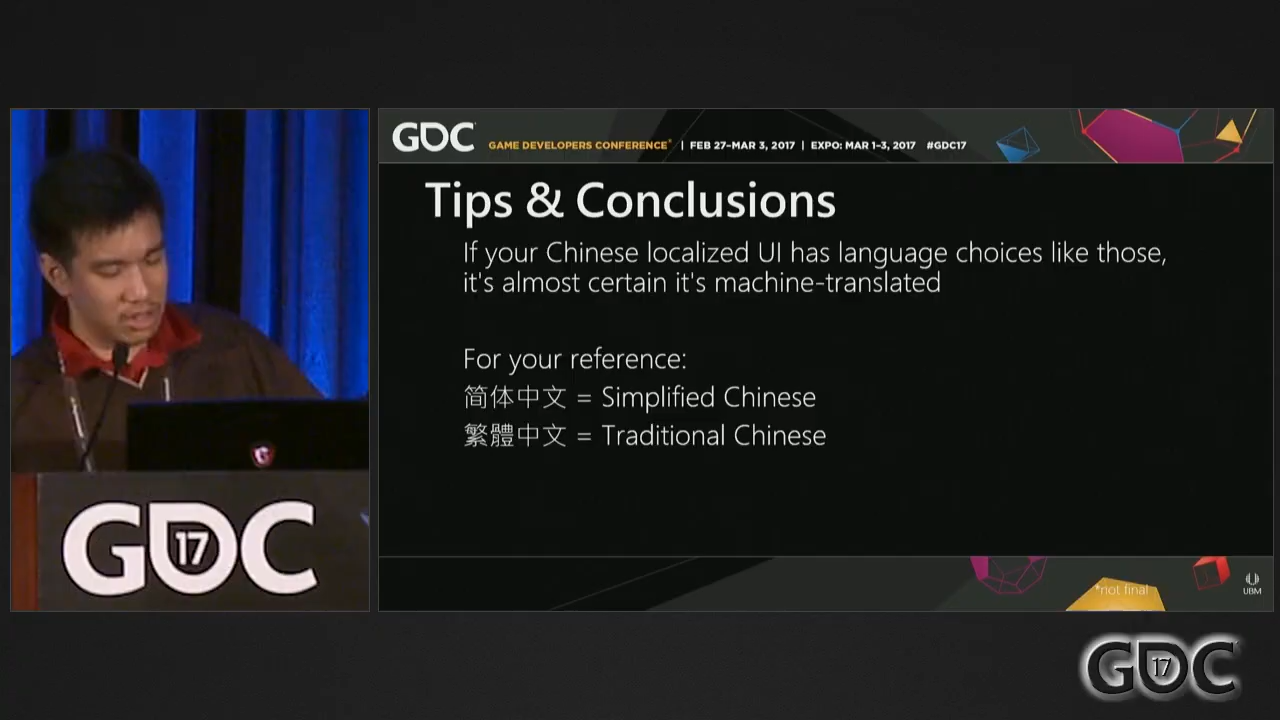 GDC GAME DEVELOPERS CONFERENCE® | FEB 27-MAR 3, 2017 | EXPO: MAR 1-3, 2017 #GDC17
Tips & Conclusions
If your Chinese localized UI has language choices like those,
it's almost certain it's machine-translated
For your reference:
简体中文 = Simplified Chinese
繁體中文 = Traditional Chinese
*not final
UBM
GDC 17
GDC 17